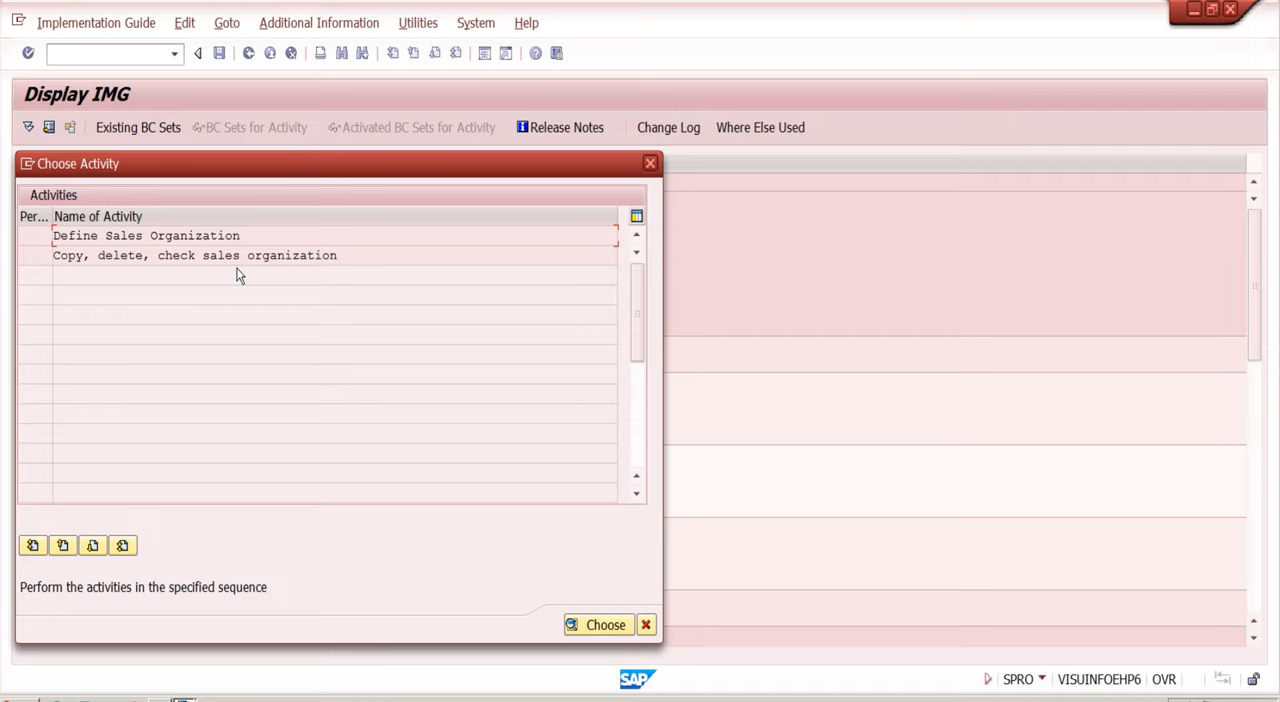 Implementation Guide Edit Goto Additional Information Utilities System Help
Display IMG
Existing BC Sets BC Sets for Activity Activated BC Sets for Activity Release Notes Change Log Where Else Used
Choose Activity
Activities
Per... Name of Activity
Define Sales Organization
Copy, delete, check sales organization
Perform the activities in the specified sequence
Choose
SAP SPRO VISUINFOEHP6 OVR